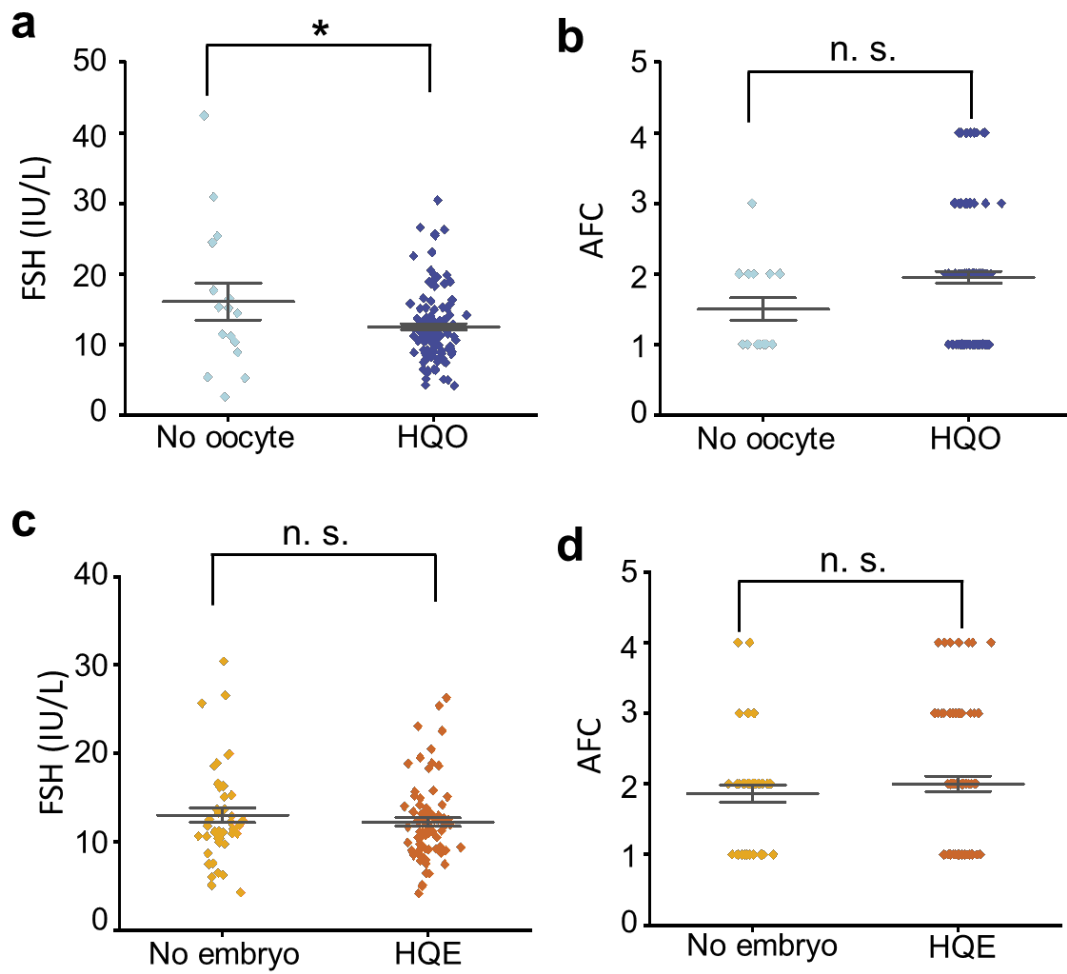 a
*
50
40
30
20
10
0
FSH (IU/L)
No oocyte
HQO
b
n. s.
5
4
3
2
1
0
AFC
No oocyte
HQO
c
n. s.
40
30
20
10
0
FSH (IU/L)
No embryo
HQE
d
n. s.
5
4
3
2
1
0
AFC
No embryo
HQE